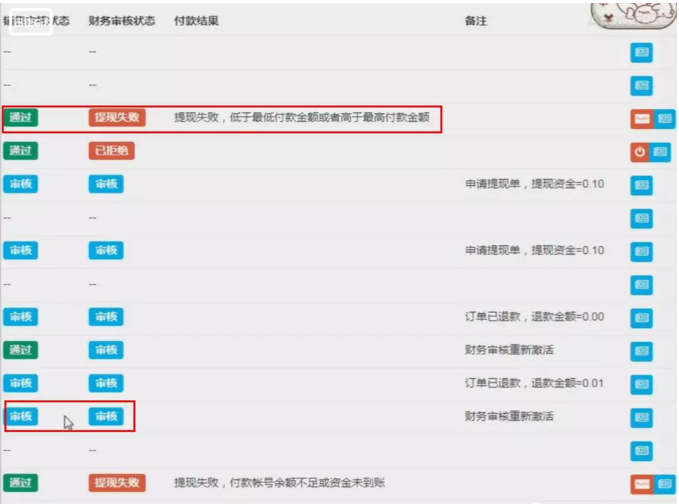 状态 财务审核状态 付款结果 备注
-- --
-- --
通过 提现失败 提现失败，低于最低付款金额或者高于最高付款金额
通过 已拒绝
审核 审核 申请提现单，提现资金=0.10
-- --
审核 审核 申请提现单，提现资金=0.10
-- --
审核 审核 订单已退款，退款金额=0.00
通过 审核 财务审核重新激活
审核 审核 订单已退款，退款金额=0.01
审核 审核 财务审核重新激活
-- --
通过 提现失败 提现失败，付款帐号余额不足或资金未到账